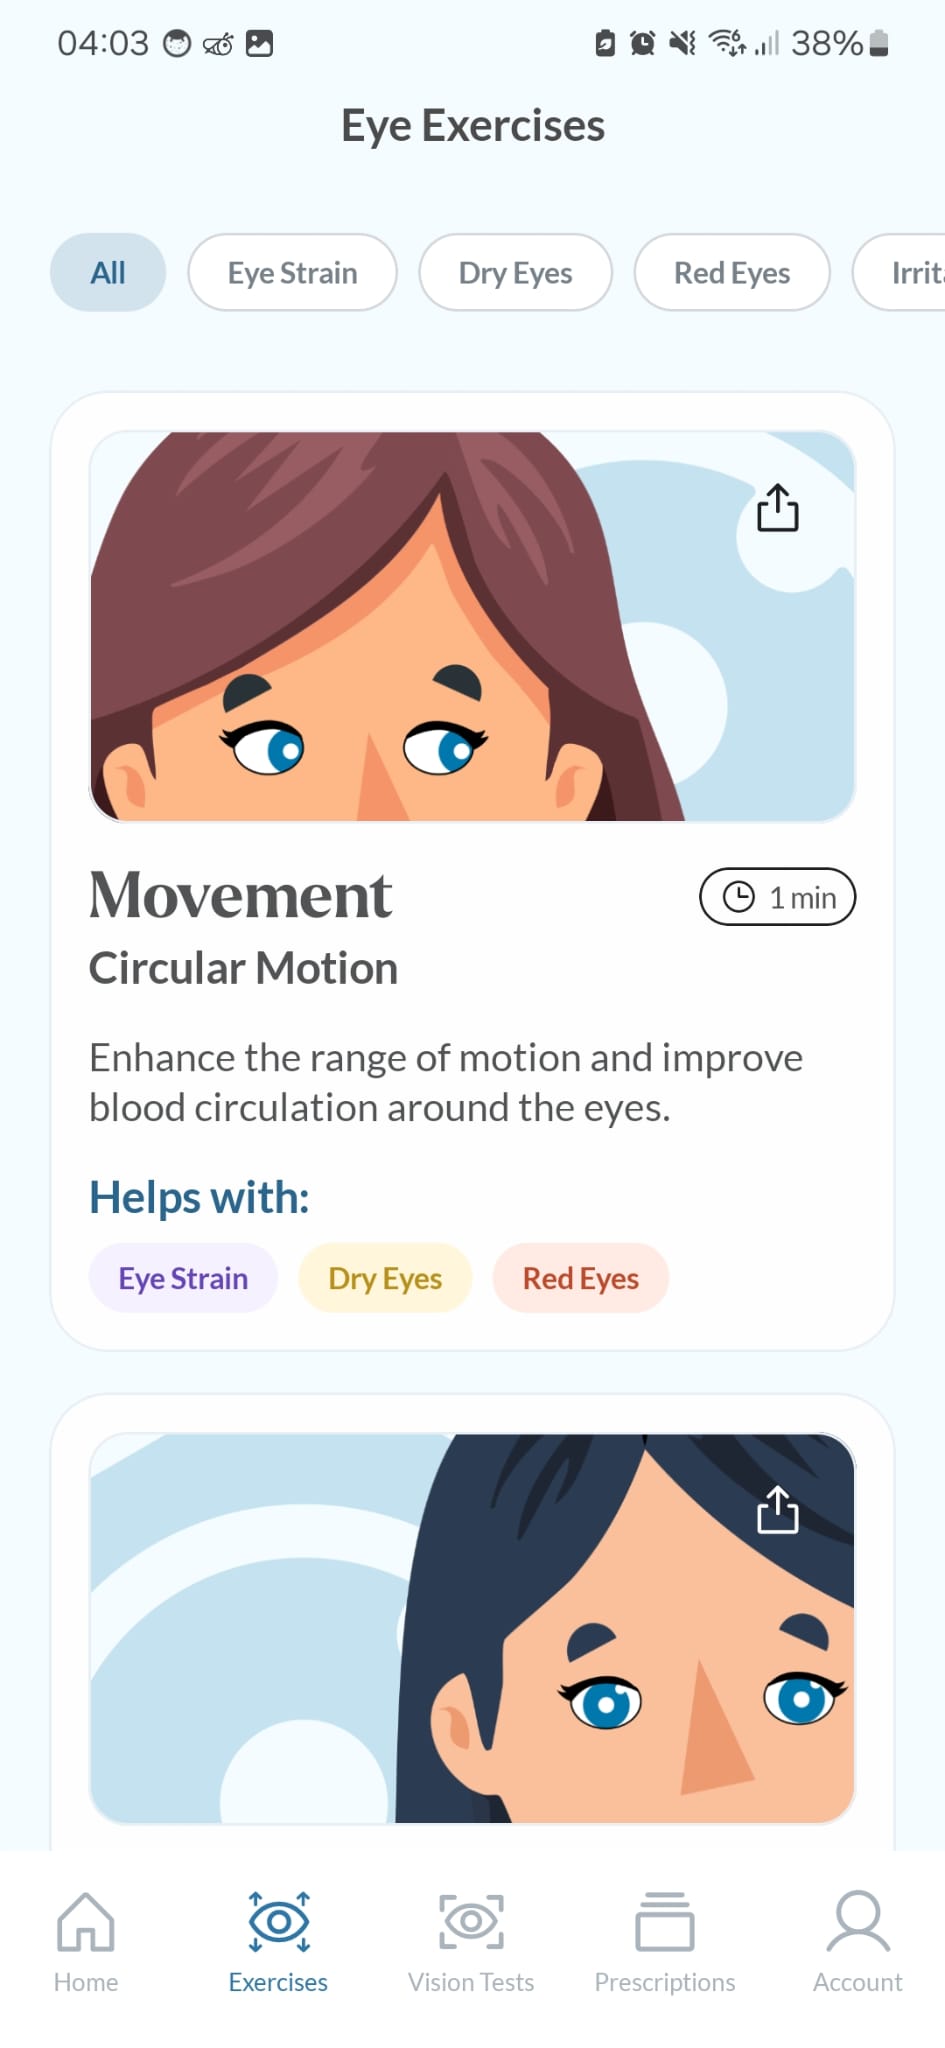 04:03
38%
Eye Exercises
All
Eye Strain
Dry Eyes
Red Eyes
Irrit
Movement
1 min
Circular Motion
Enhance the range of motion and improve
blood circulation around the eyes.
Helps with:
Eye Strain
Dry Eyes
Red Eyes
Home
Exercises
Vision Tests
Prescriptions
Account